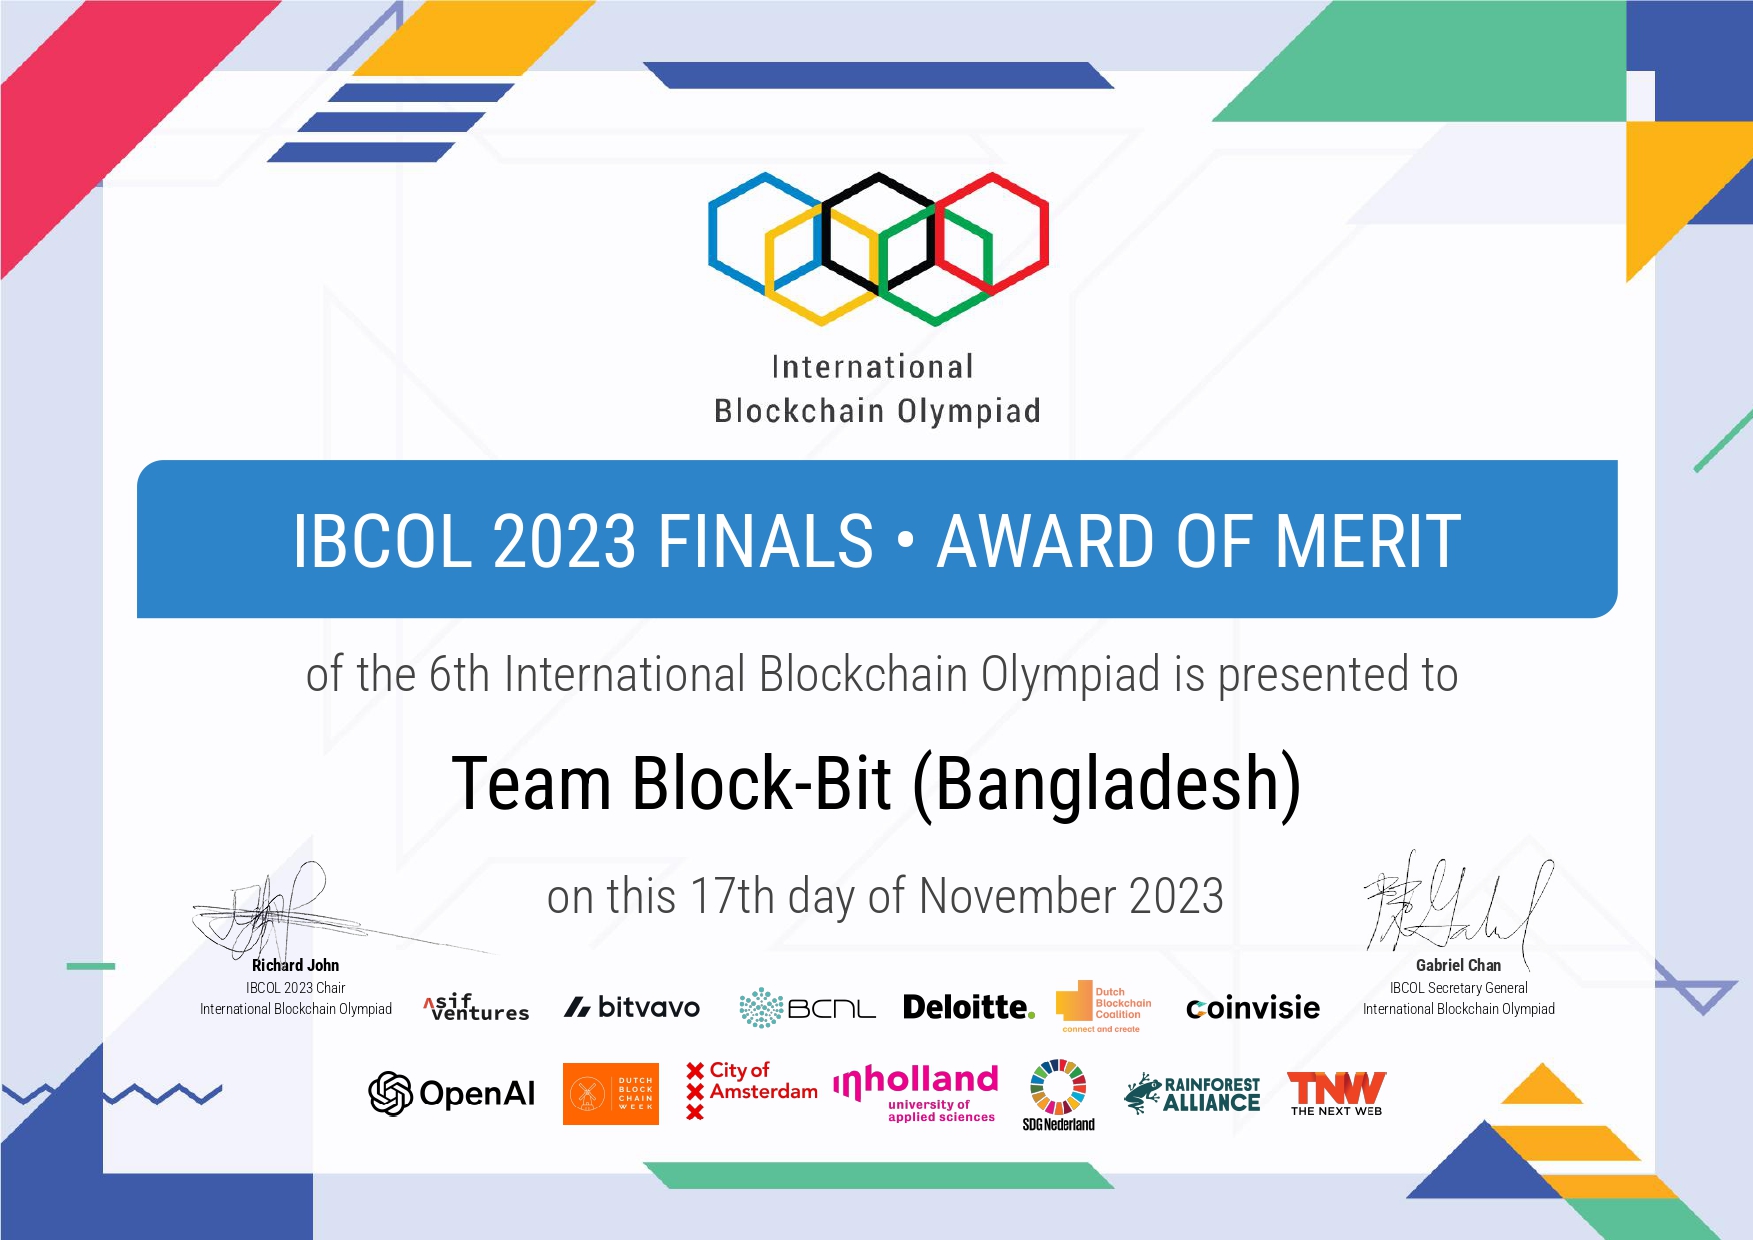 International
Blockchain Olympiad
IBCOL 2023 FINALS • AWARD OF MERIT
of the 6th International Blockchain Olympiad is presented to
Team Block-Bit (Bangladesh)
on this 17th day of November 2023
Richard John
IBCOL 2023 Chair
International Blockchain Olympiad
Gabriel Chan
IBCOL Secretary General
International Blockchain Olympiad
sif
ventures
bitvavo
BCNL
Deloitte.
Dutch
Blockchain
Coalition
connect and create
coinvisie
OpenAI
DUTCH
BLOCK
CHAIN
WEEK
City of
Amsterdam
inholland
university of
applied sciences
SDG Nederland
RAINFOREST
ALLIANCE
TNW
THE NEXT WEB